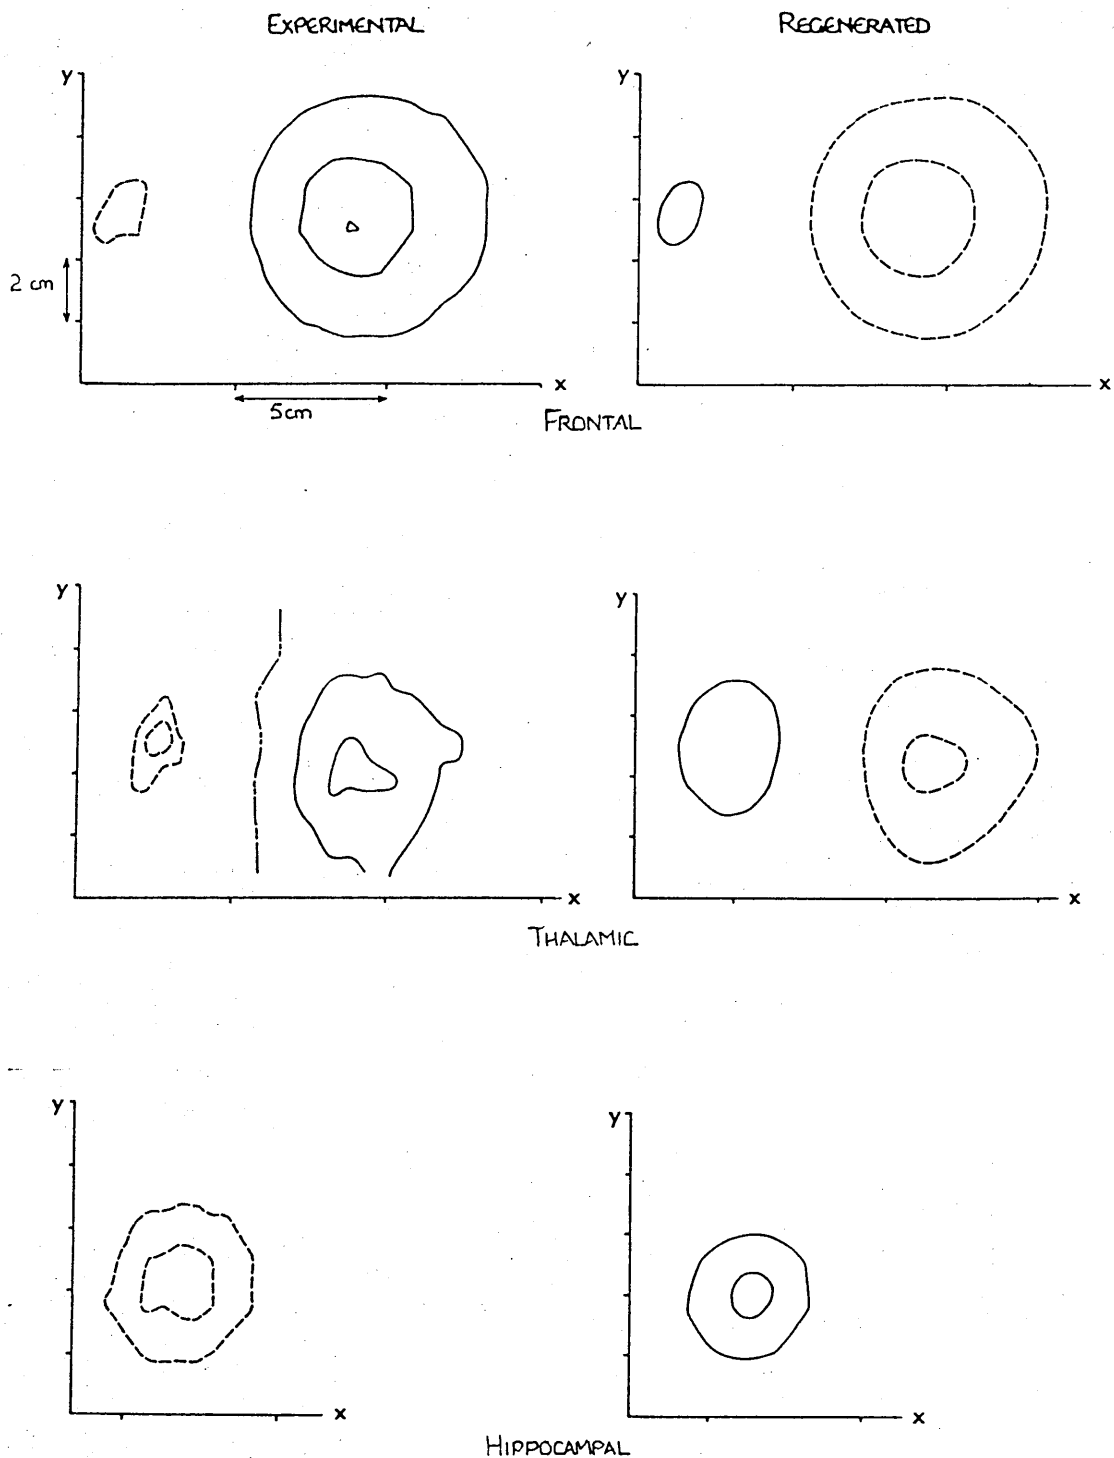 EXPERIMENTAL REGENERATED
y y
2 cm
x x
5cm
FRONTAL
y y
x x
THALAMIC
y y
x x
HIPPOCAMPAL